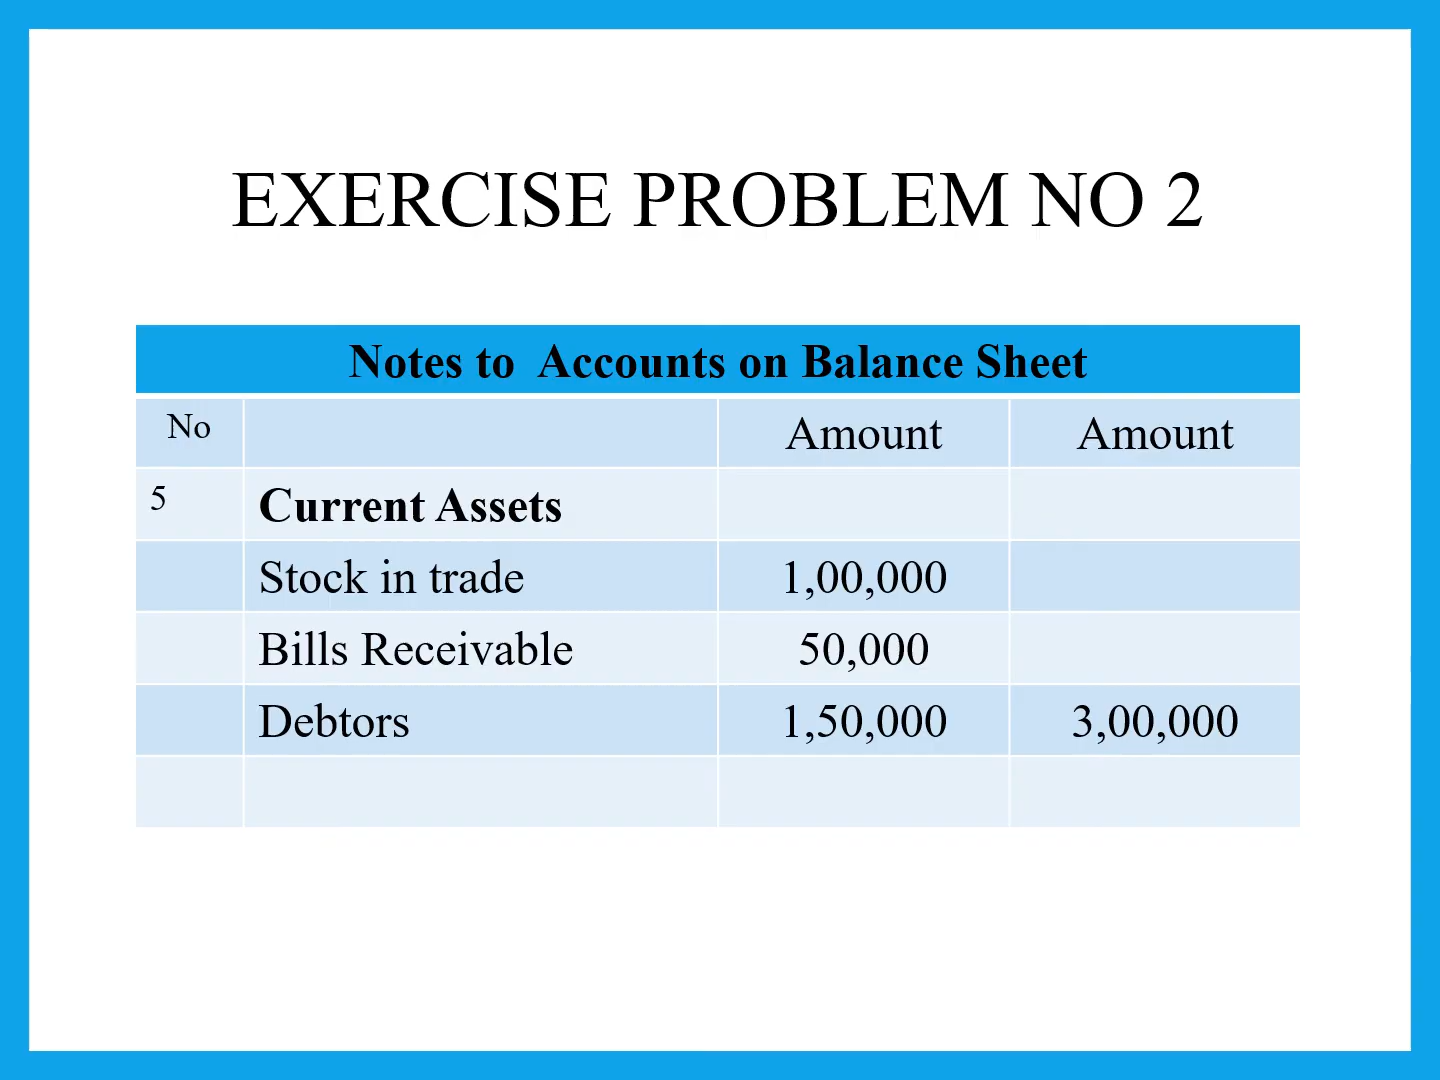 EXERCISE PROBLEM NO 2
Notes to Accounts on Balance Sheet
No Amount Amount
5 Current Assets
Stock in trade 1,00,000
Bills Receivable 50,000
Debtors 1,50,000 3,00,000